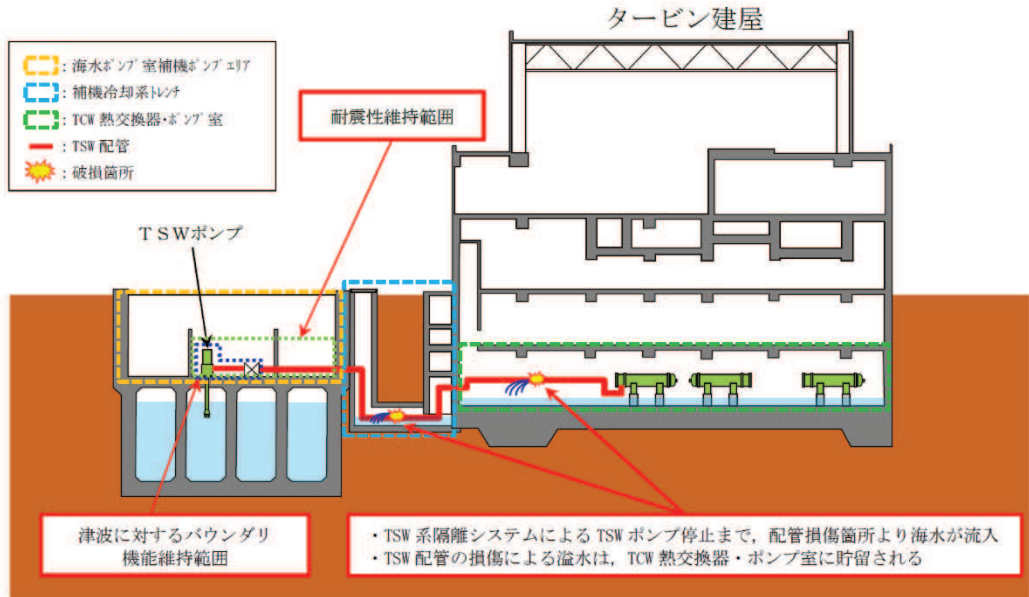 タービン建屋
：海水ﾎﾟﾝﾌﾟ室補機ﾎﾟﾝﾌﾟｴﾘｱ
：補機冷却系ﾄﾚﾝﾁ
：TCW 熱交換器・ﾎﾟﾝﾌﾟ室
：TSW 配管
：破損箇所
耐震性維持範囲
ＴＳＷポンプ
津波に対するバウンダリ
機能維持範囲
・TSW 系隔離システムによる TSW ポンプ停止まで，配管損傷箇所より海水が流入
・TSW 配管の損傷による溢水は，TCW 熱交換器・ポンプ室に貯留される